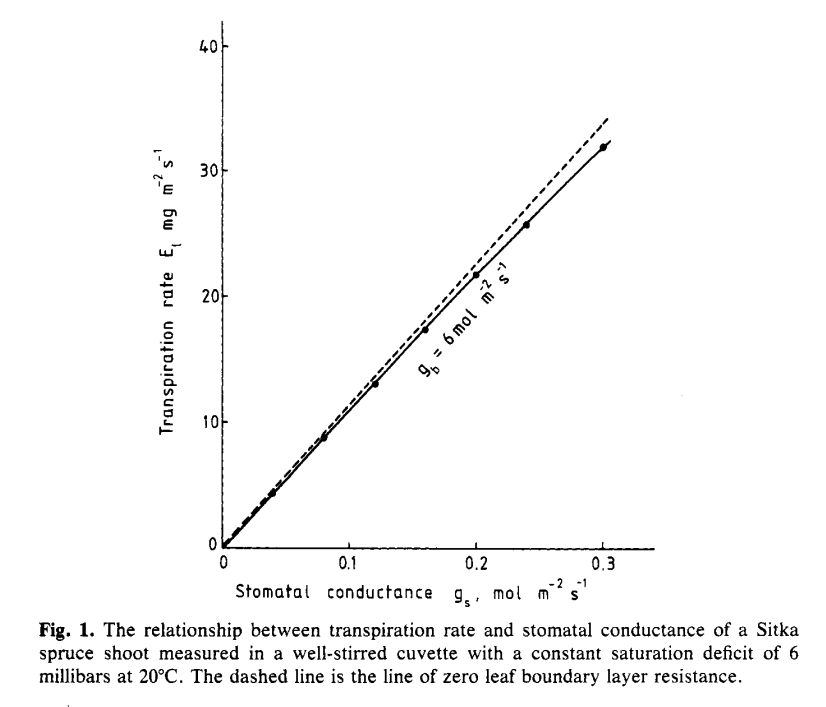 40
30
20
10
0
Transpiration rate E_l mg m⁻² s⁻¹
g_b = 6 mol m⁻² s⁻¹
0 0.1 0.2 0.3
Stomatal conductance g_s, mol m⁻² s⁻¹
Fig. 1. The relationship between transpiration rate and stomatal conductance of a Sitka
spruce shoot measured in a well-stirred cuvette with a constant saturation deficit of 6
millibars at 20°C. The dashed line is the line of zero leaf boundary layer resistance.